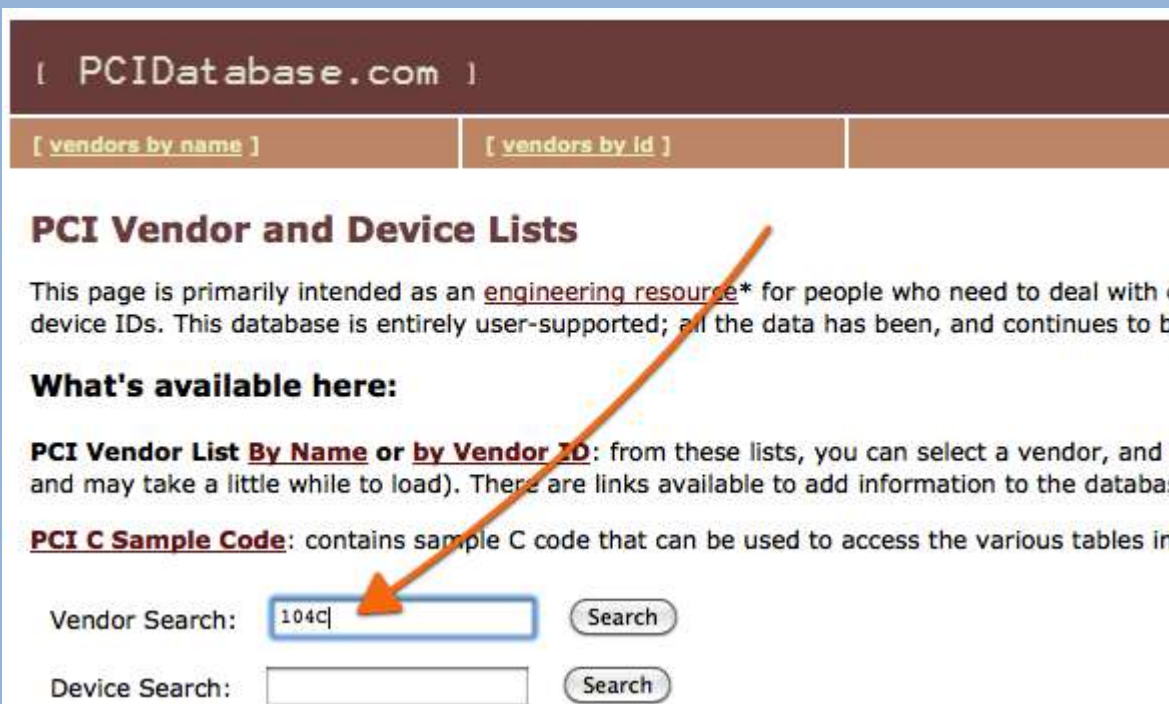 [ PCIDatabase.com ]
[ vendors by name ] [ vendors by id ]
PCI Vendor and Device Lists
This page is primarily intended as an engineering resource* for people who need to deal with
device IDs. This database is entirely user-supported; all the data has been, and continues to
What's available here:
PCI Vendor List By Name or by Vendor ID: from these lists, you can select a vendor, and
and may take a little while to load). There are links available to add information to the
PCI C Sample Code: contains sample C code that can be used to access the various tables
Vendor Search: 104C Search
Device Search: Search